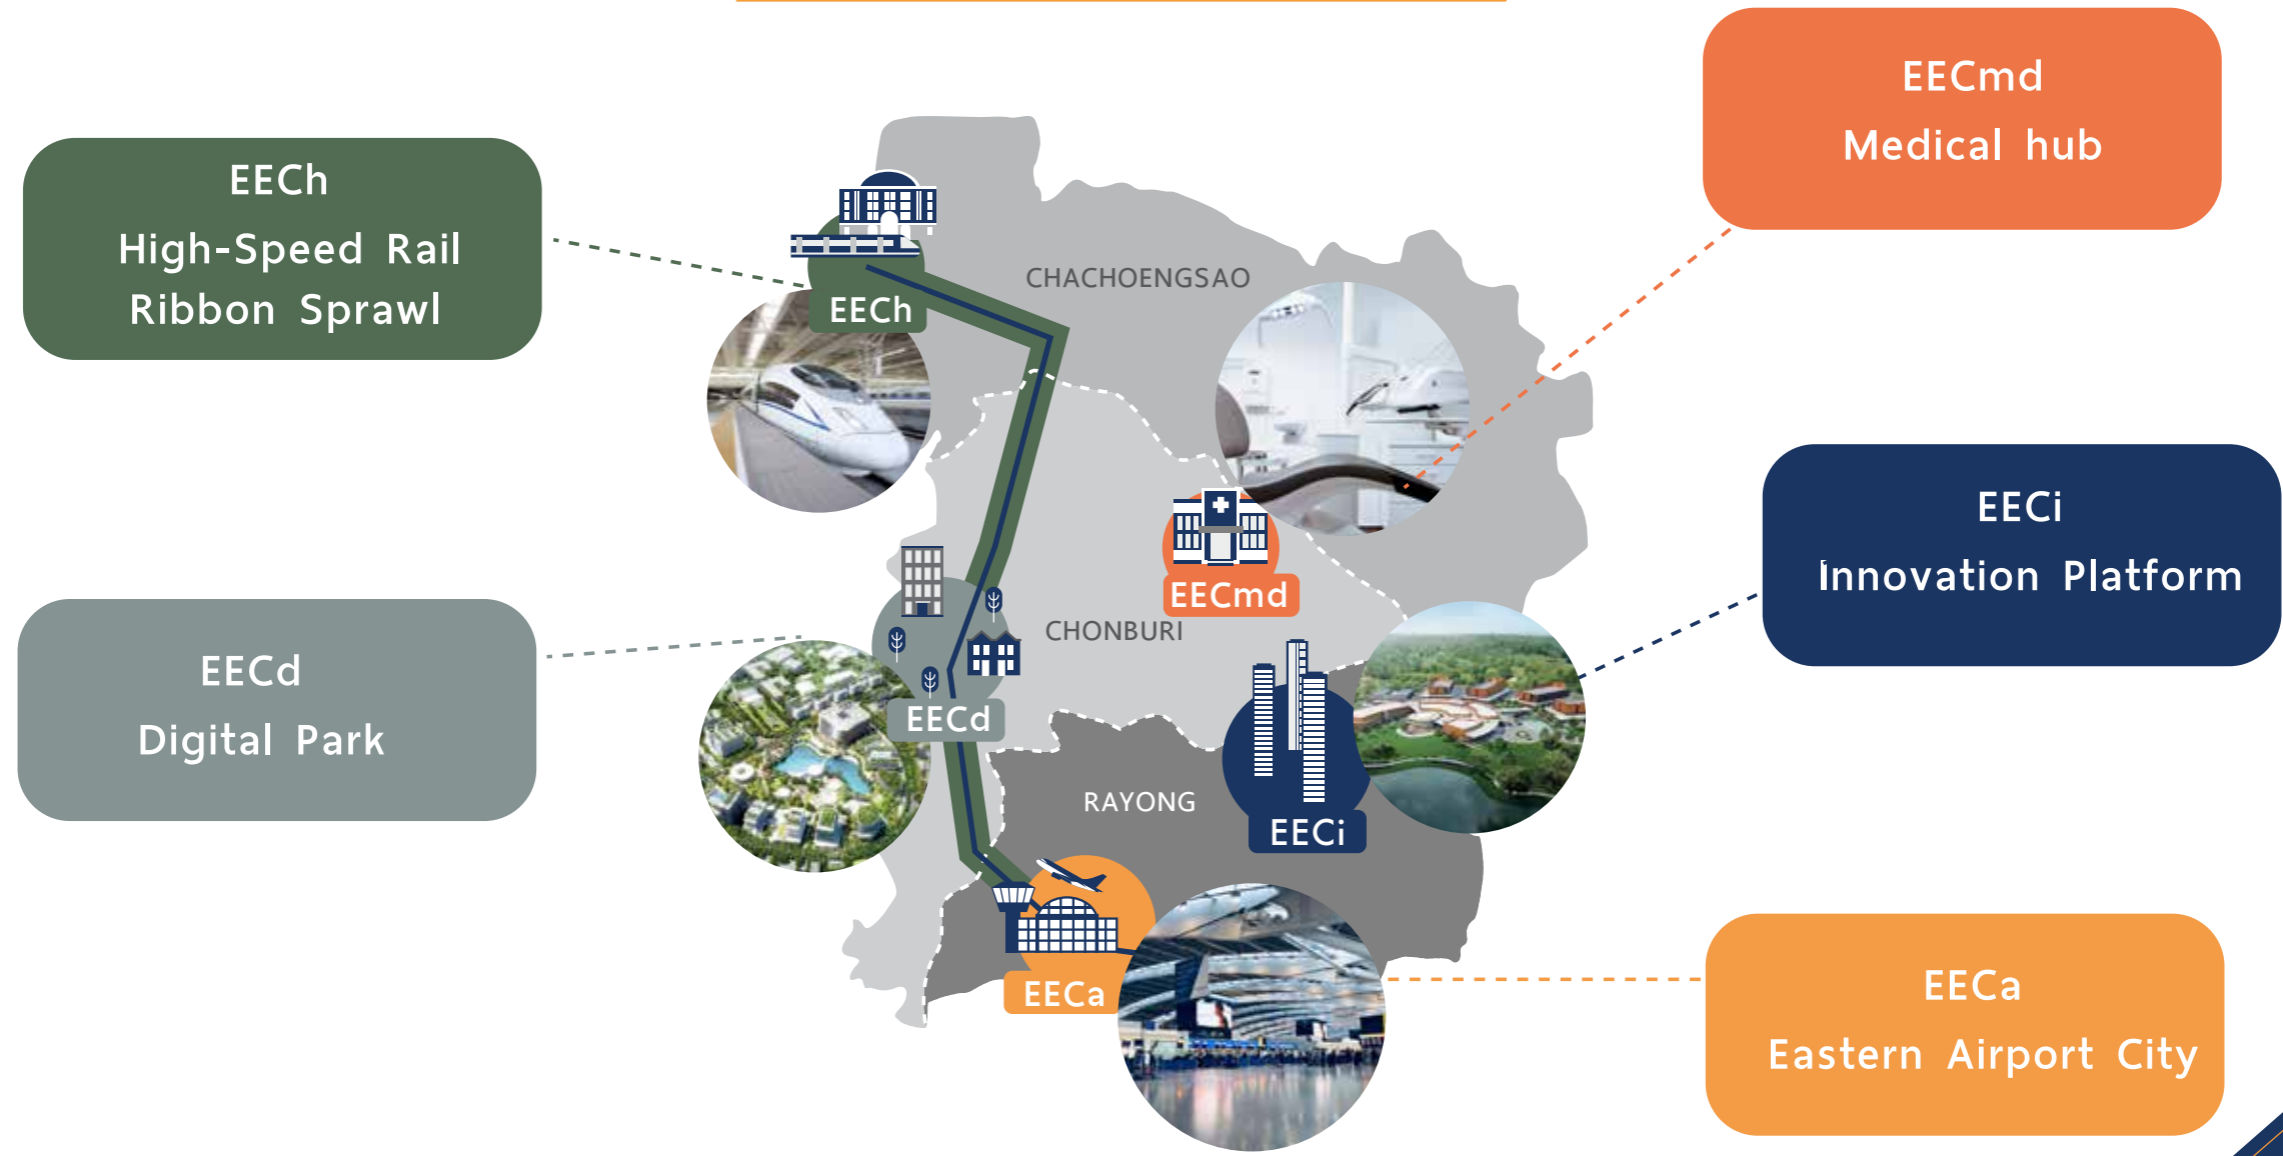 EECmd
Medical hub
EECh
High-Speed Rail
Ribbon Sprawl
CHACHOENGSAO
EECh
EECi
Innovation Platform
EECmd
CHONBURI
EECd
Digital Park
EECd
RAYONG
EECi
EECa
Eastern Airport City
EECa